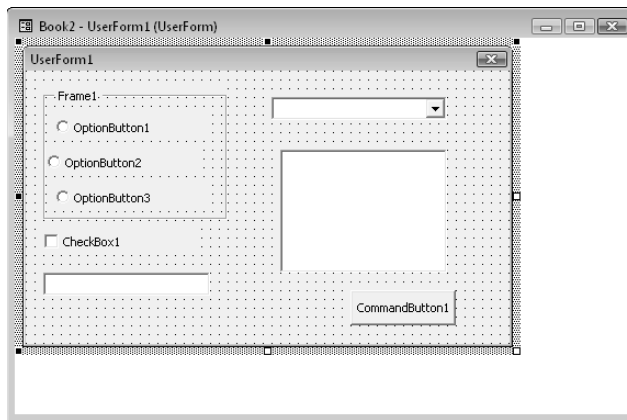 Book2 - UserForm1 (UserForm)
UserForm1
Frame1
OptionButton1
OptionButton2
OptionButton3
CheckBox1
CommandButton1